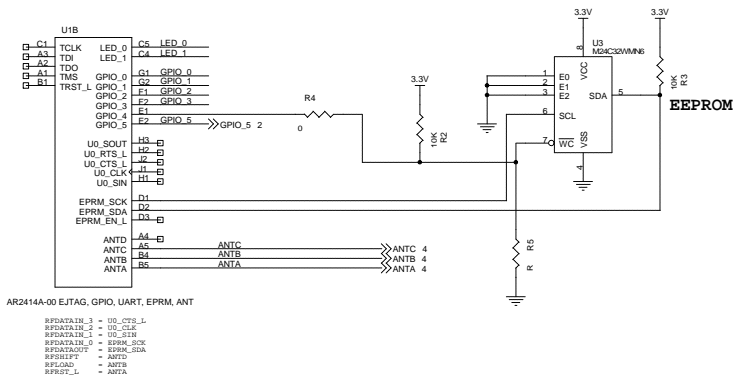 U1B
C1 TCLK
A3 TDI
A2 TDO
A1 TMS
B1 TRST_L
LED_0 C5 LED_0
LED_1 C4 LED_1
GPIO_0 G1 GPIO_0
GPIO_1 G2 GPIO_1
GPIO_2 F1 GPIO_2
GPIO_3 F2 GPIO_3
GPIO_4 E1
GPIO_5 E2 GPIO_5 GPIO_5 2
U0_SOUT H3
U0_RTS_L H2
U0_CTS_L J2
U0_CLK J1
U0_SIN H1
EPRM_SCK D1
EPRM_SDA D2
EPRM_EN_L D3
ANTD A4
ANTC A5 ANTC ANTC 4
ANTB B4 ANTB ANTB 4
ANTA B5 ANTA ANTA 4
R4
0
3.3V
10K
R2
R5
R
3.3V
3.3V
U3
M24C32WMN6
8
VCC
1 E0
2 E1
3 E2
SDA 5
6 SCL
7 WC
VSS
4
10K
R3
EEPROM
AR2414A-00 EJTAG, GPIO, UART, EPRM, ANT
RFDATAIN_3 = U0_CTS_L
RFDATAIN_2 = U0_CLK
RFDATAIN_1 = U0_SIN
RFDATAIN_0 = EPRM_SCK
RFDATAOUT = EPRM_SDA
RFSHIFT = ANTD
RFLOAD = ANTB
RFRST_L = ANTA